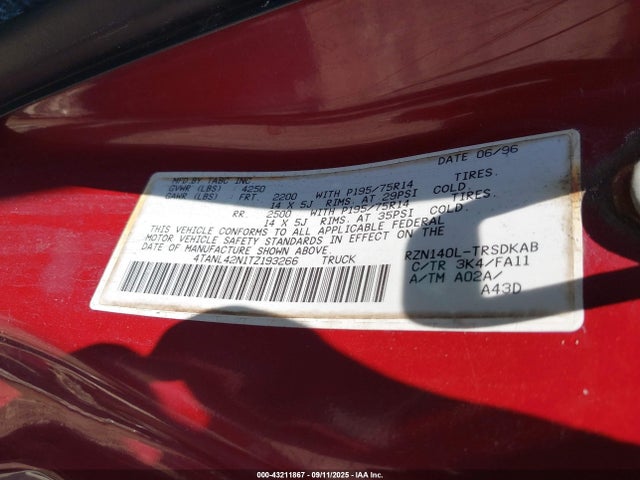 MFD.BY TABC INC DATE 06/96
GVWR (LBS) 4250
GAWR (LBS) FRT. 2200 WITH P195/75R14 TIRES.
14 X 5J RIMS. AT 29PSI COLD.
RR. 2500 WITH P195/75R14 TIRES.
14 X 5J RIMS. AT 35PSI COLD.
THIS VEHICLE CONFORMS TO ALL APPLICABLE FEDERAL
MOTOR VEHICLE SAFETY STANDARDS IN EFFECT ON THE
DATE OF MANUFACTURE SHOWN ABOVE.
4TANL42N1TZ193266 TRUCK
RZN140L-TRSDKAB
C/TR 3K4/FA11
A/TM A02A/
A43D
000-43211867 09/11/2025 IAA Inc.